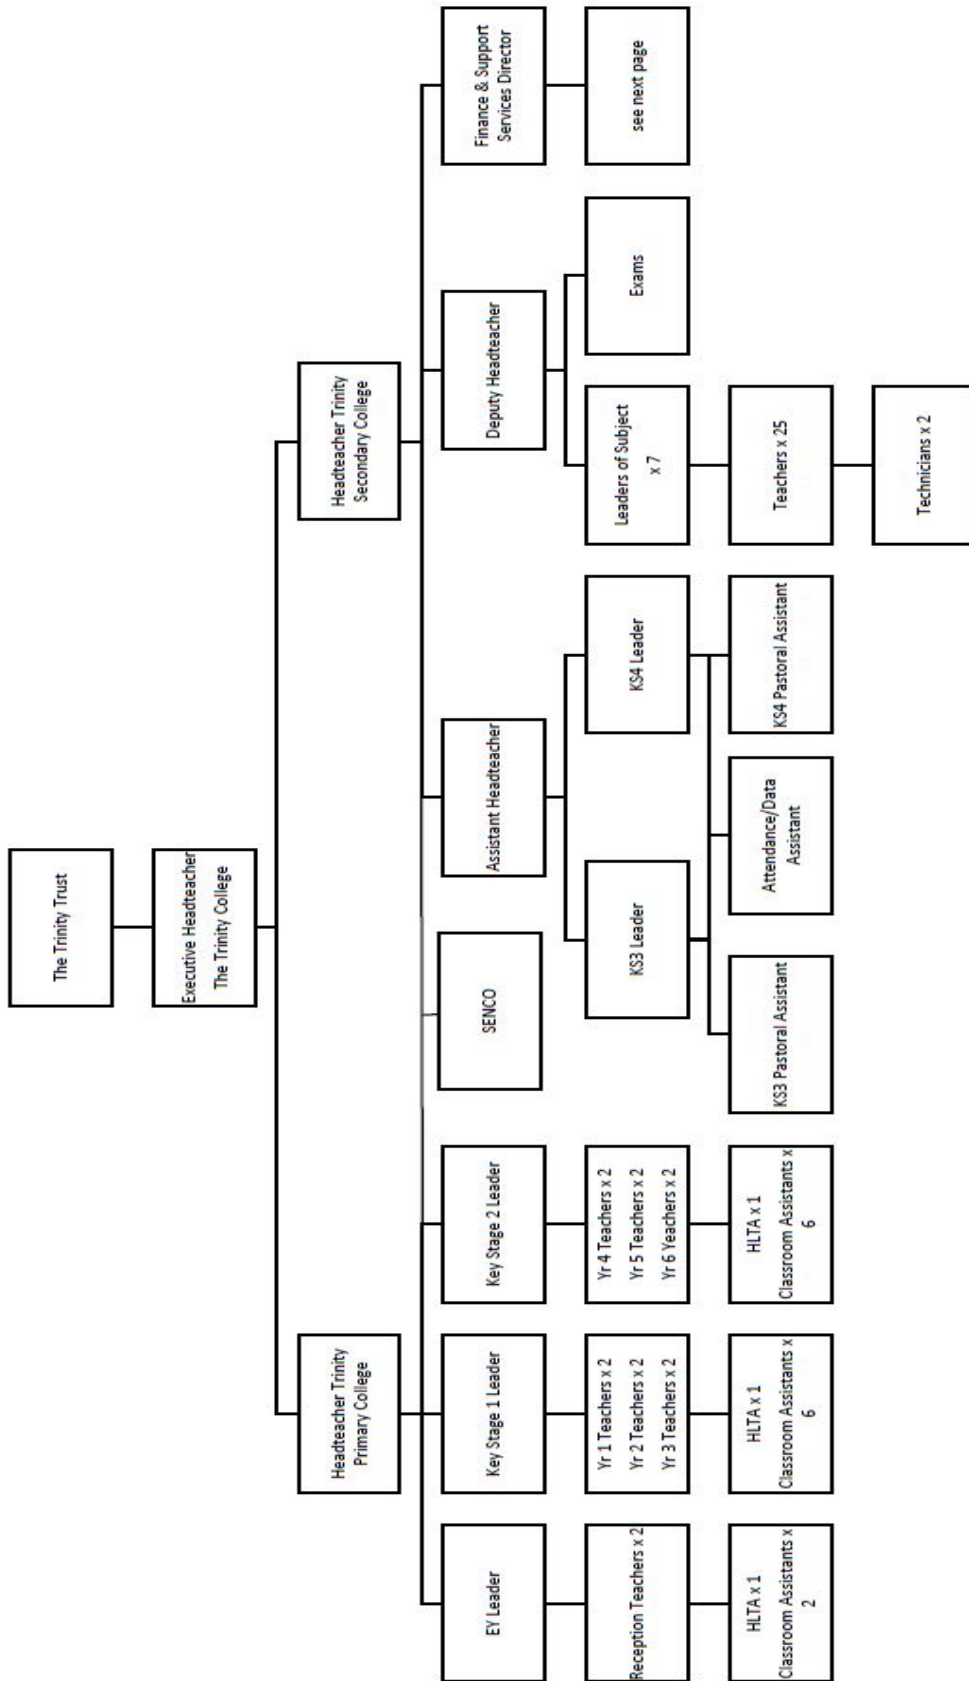 The Trinity Trust
Executive Headteacher
The Trinity College
Headteacher Trinity
Primary College
Headteacher Trinity
Secondary College
EY Leader
Key Stage 1 Leader
Key Stage 2 Leader
SENCO
Assistant Headteacher
Deputy Headteacher
Finance & Support
Services Director
Reception Teachers x 2
Yr 1 Teachers x 2
Yr 2 Teachers x 2
Yr 3 Teachers x 2
Yr 4 Teachers x 2
Yr 5 Teachers x 2
Yr 6 Yeachers x 2
KS3 Leader
KS4 Leader
Leaders of Subject
x 7
Exams
see next page
HLTA x 1
Classroom Assistants x
2
HLTA x 1
Classroom Assistants x
6
HLTA x 1
Classroom Assistants x
6
KS3 Pastoral Assistant
Attendance/Data
Assistant
KS4 Pastoral Assistant
Teachers x 25
Technicians x 2